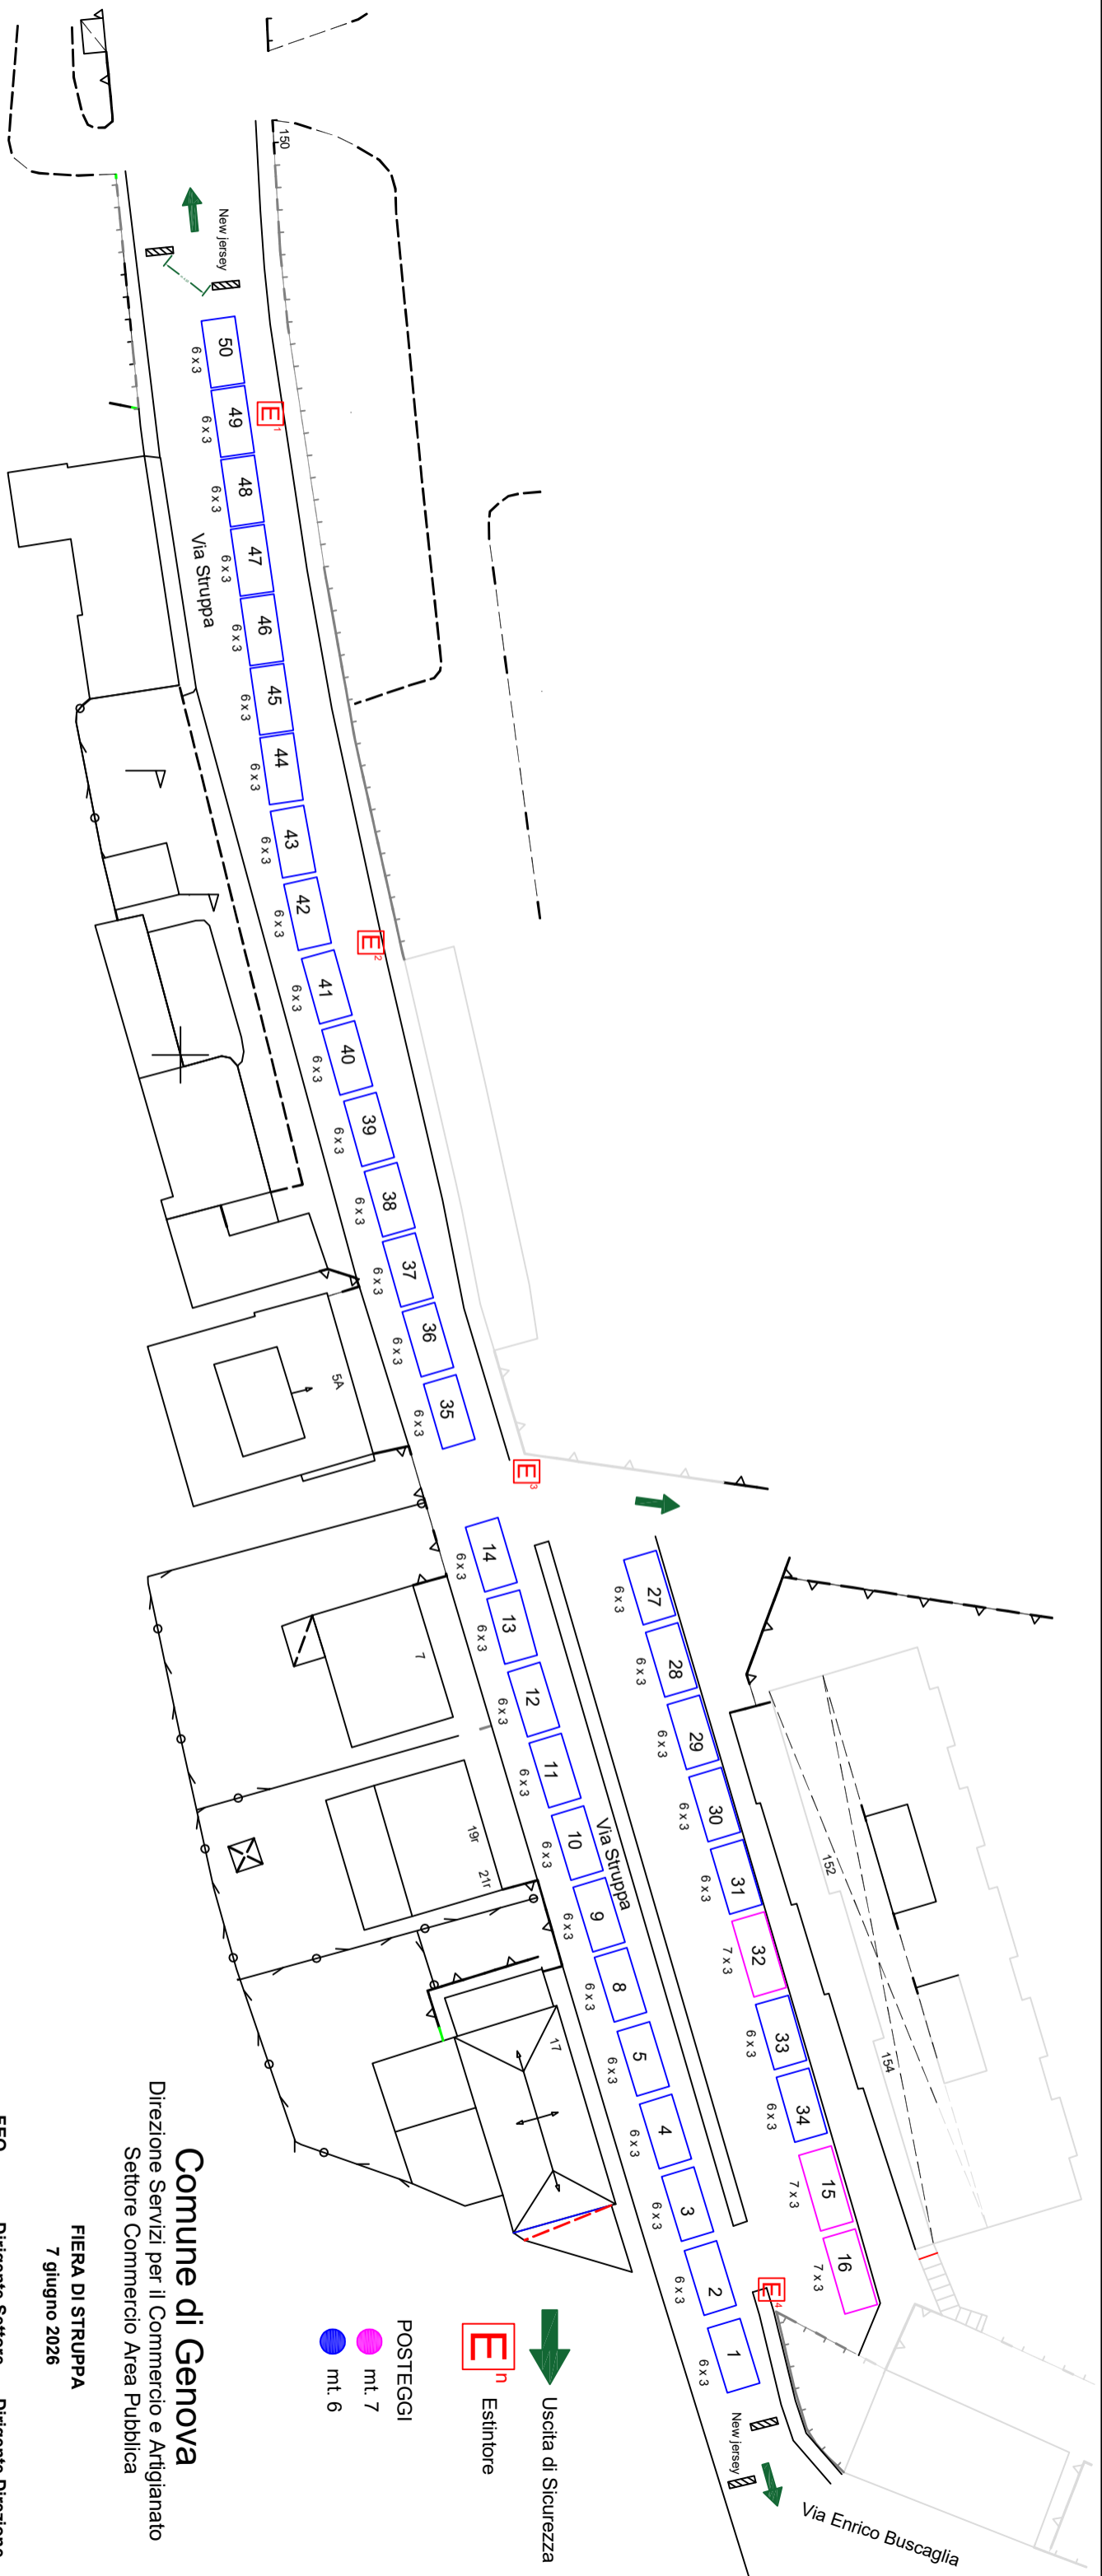 150
New jersey
50
6 x 3
49
6 x 3
48
6 x 3
47
6 x 3
46
6 x 3
45
6 x 3
44
6 x 3
43
6 x 3
42
6 x 3
41
6 x 3
40
6 x 3
39
6 x 3
38
6 x 3
37
6 x 3
36
6 x 3
35
6 x 3
E1
E2
E3
Via Struppa
5A
14
6 x 3
13
6 x 3
12
6 x 3
11
6 x 3
10
6 x 3
9
6 x 3
8
6 x 3
5
6 x 3
4
6 x 3
3
6 x 3
2
6 x 3
1
6 x 3
Via Struppa
27
6 x 3
28
6 x 3
29
6 x 3
30
6 x 3
31
6 x 3
32
7 x 3
33
6 x 3
34
6 x 3
15
7 x 3
16
7 x 3
E4
7
19r
21r
17
152
154
New jersey
Via Enrico Buscaglia
Uscita di Sicurezza
En
Estintore
POSTEGGI
mt. 7
mt. 6
Comune di Genova
Direzione Servizi per il Commercio e Artigianato
Settore Commercio Area Pubblica
FIERA DI STRUPPA
7 giugno 2026